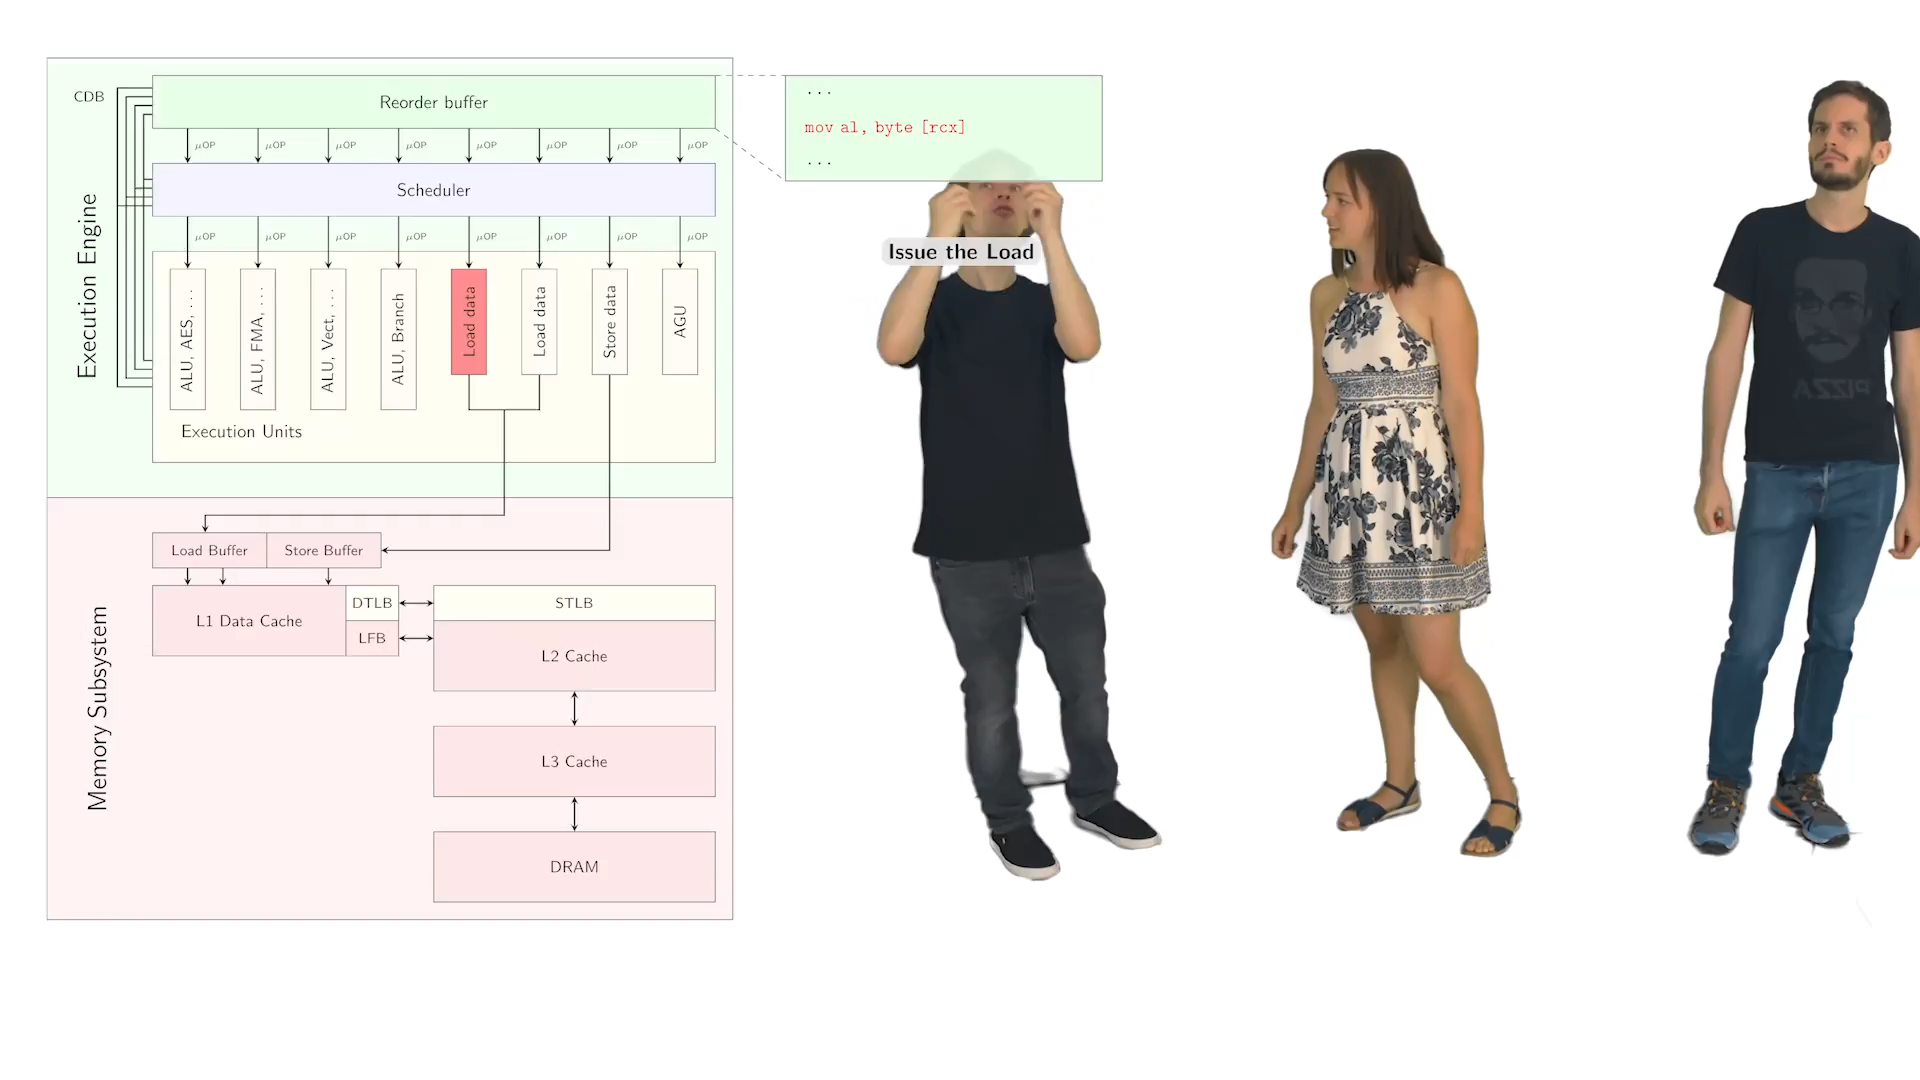 CDB
Reorder buffer
μOP μOP μOP μOP μOP μOP μOP μOP
Scheduler
μOP μOP μOP μOP μOP μOP μOP μOP
Execution Engine
ALU, AES, ...
ALU, FMA, ...
ALU, Vect, ...
ALU, Branch
Load data
Load data
Store data
AGU
Execution Units
...
mov al, byte [rcx]
...
Issue the Load
PIZZA
Memory Subsystem
Load Buffer
Store Buffer
L1 Data Cache
DTLB
LFB
STLB
L2 Cache
L3 Cache
DRAM